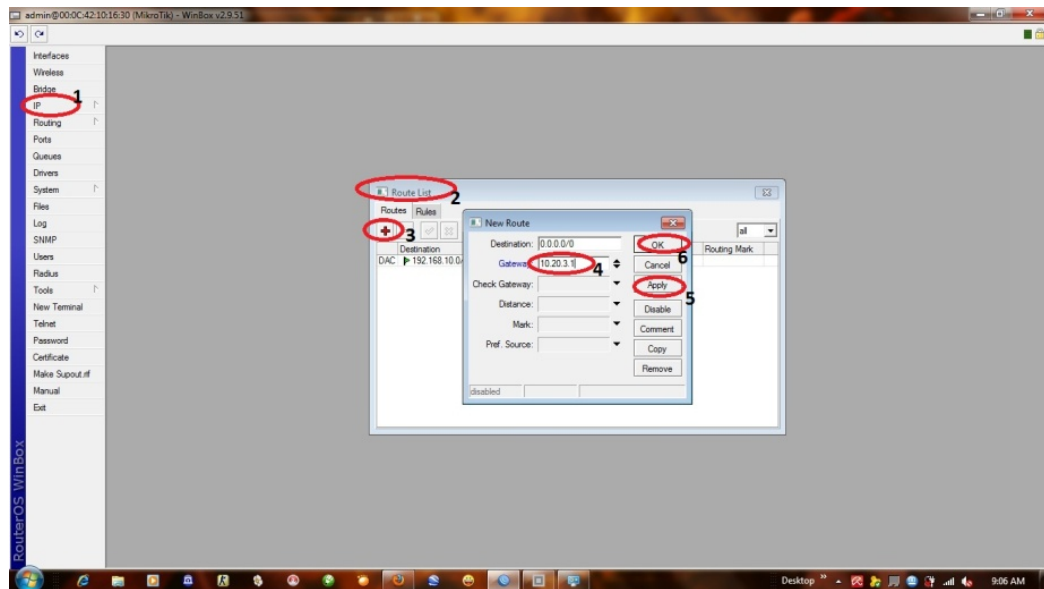 admin@00:0C:42:10:16:30 (MikroTik) - WinBox v2.9.51
Interfaces
Wireless
Bridge
1
IP
Routing
Ports
Queues
Drivers
System
Files
Log
SNMP
Users
Radius
Tools
New Terminal
Telnet
Password
Certificate
Make Supout.rif
Manual
Exit
RouterOS WinBox
Route List
2
Routes Rules
3
all
Destination
Routing Mark
DAC 192.168.10.0/
New Route
Destination: 0.0.0.0/0
Gateway: 10.20.3.1
4
Check Gateway:
Distance:
Mark:
Pref. Source:
OK
6
Cancel
Apply
5
Disable
Comment
Copy
Remove
disabled
Desktop
9:06 AM